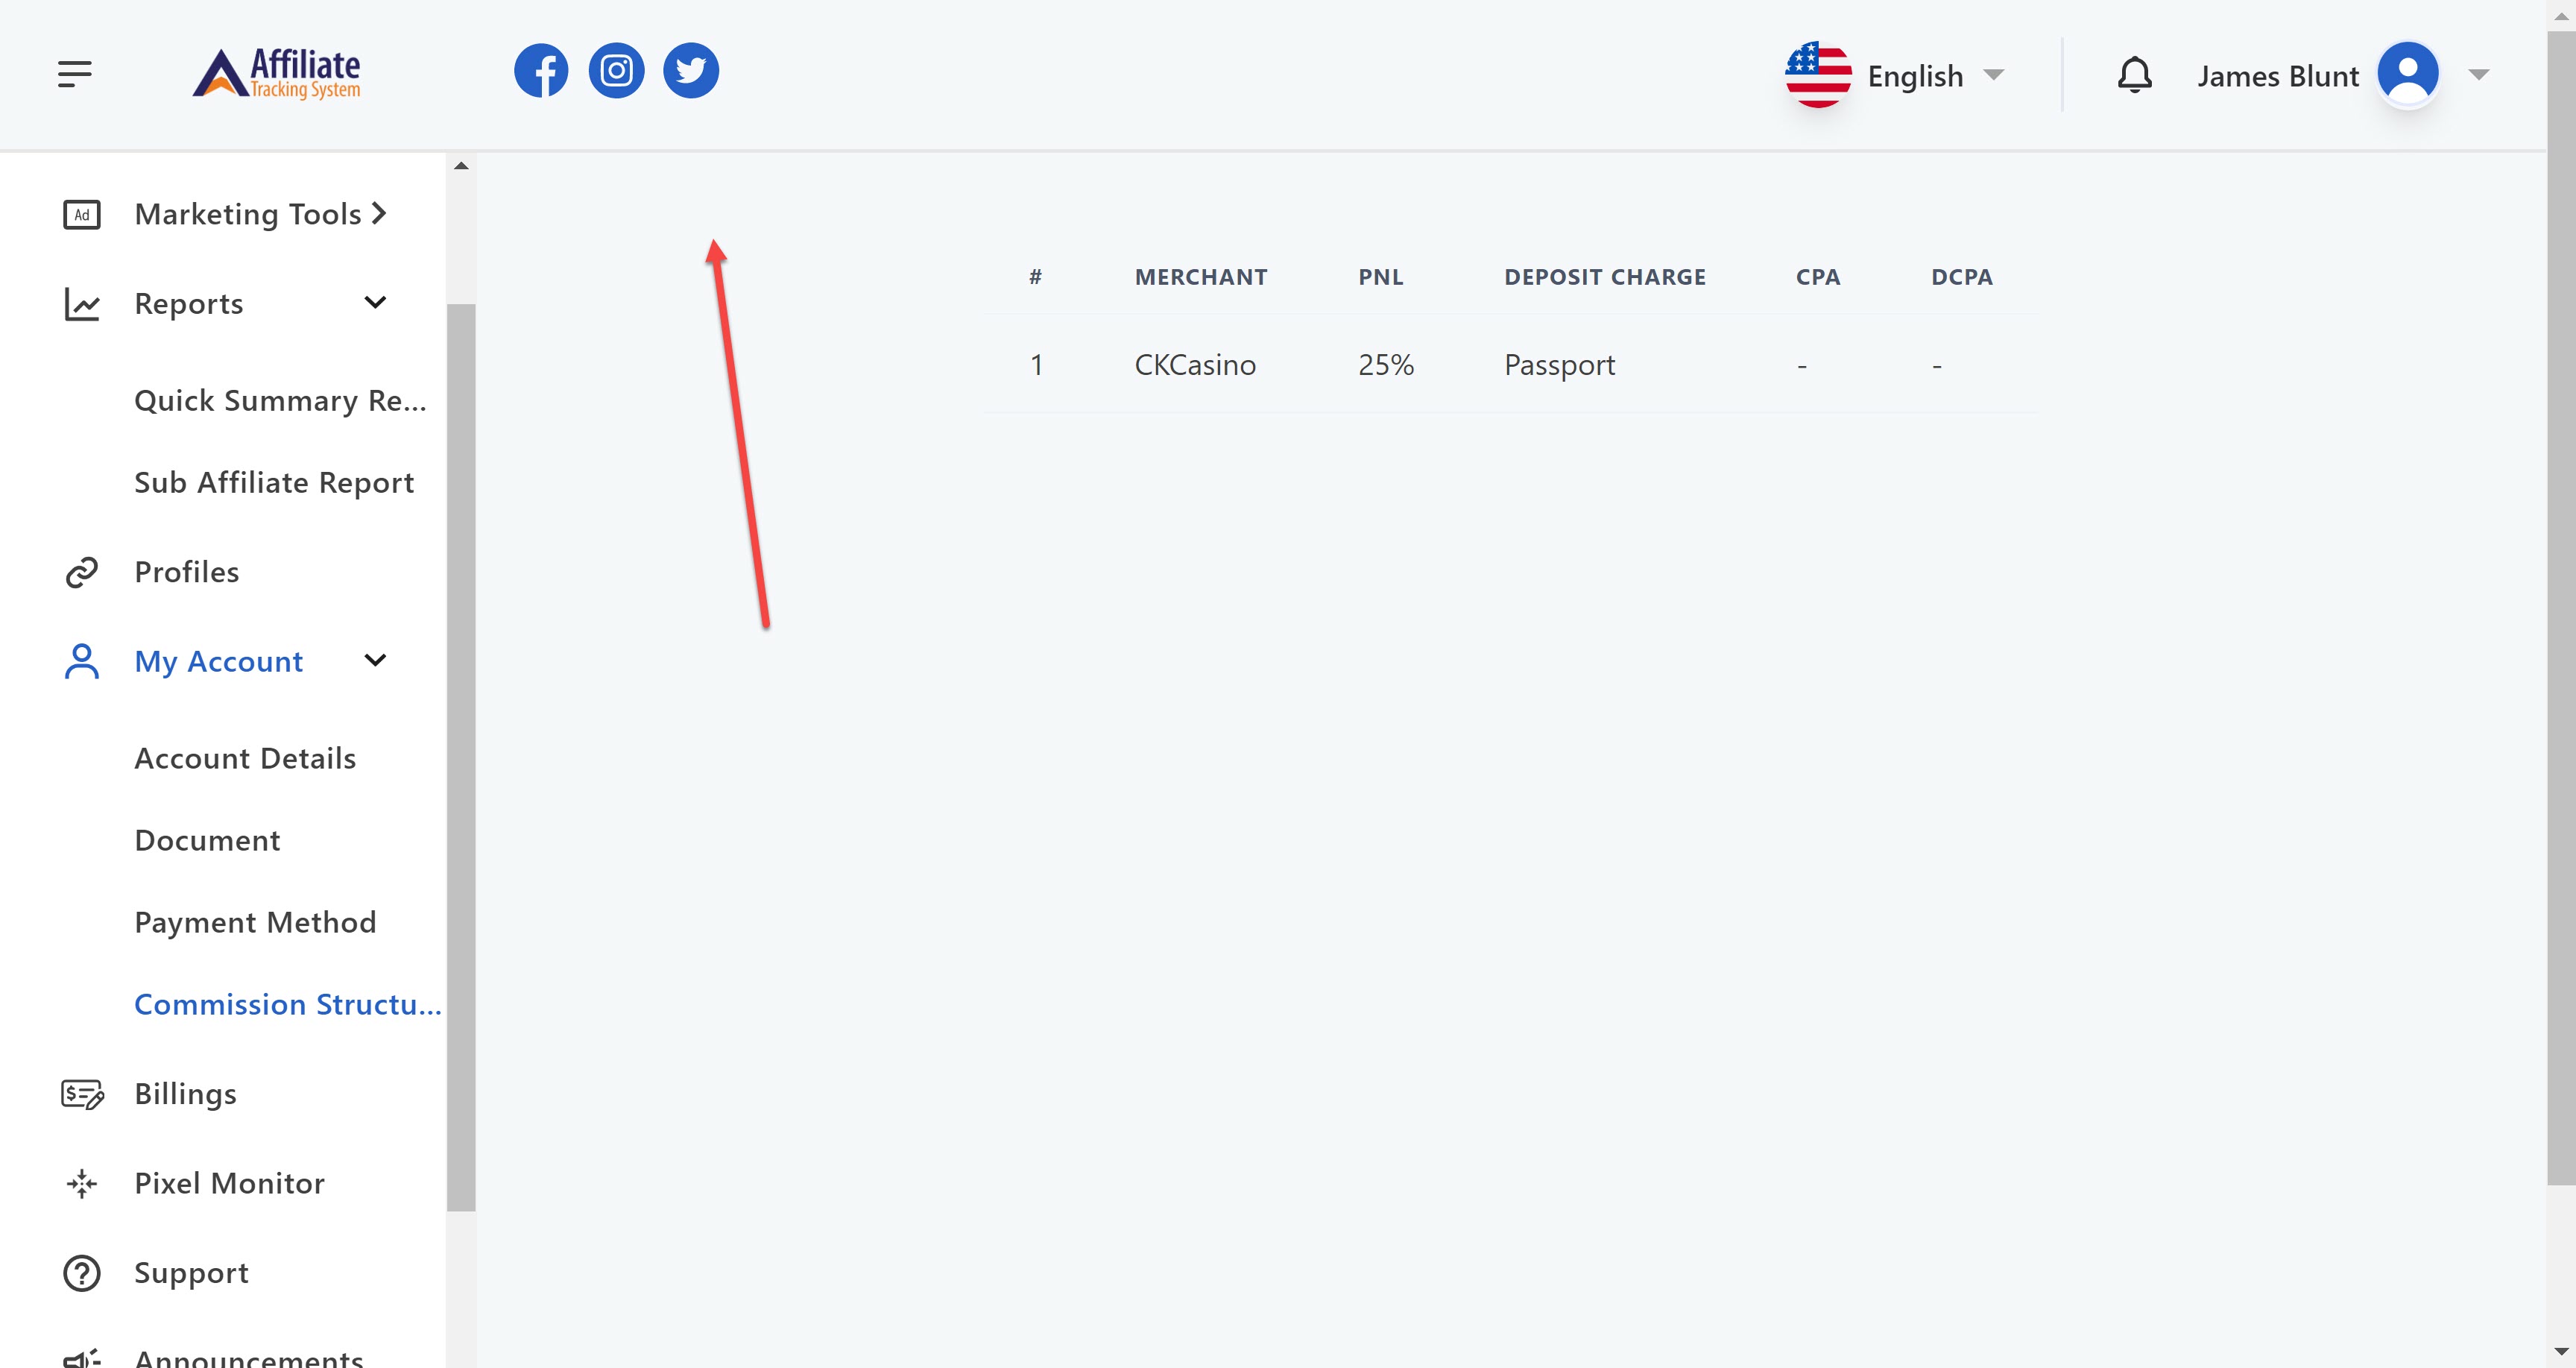 Affiliate
Tracking System
English
James Blunt
Ad
Marketing Tools
Reports
Quick Summary Re...
Sub Affiliate Report
Profiles
My Account
Account Details
Document
Payment Method
Commission Structu...
Billings
Pixel Monitor
Support
Announcements
# MERCHANT PNL DEPOSIT CHARGE CPA DCPA
1 CKCasino 25% Passport - -